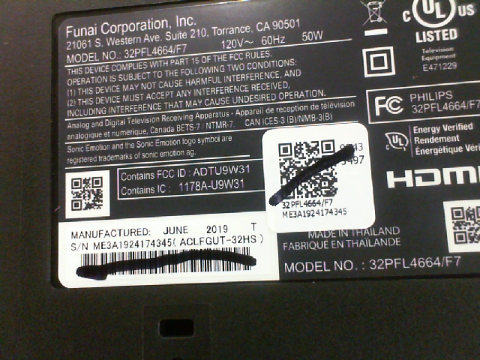 Funai Corporation, Inc.
21061 S. Western Ave. Suite 210, Torrance, CA 90501
MODEL NO.: 32PFL4664/F7 120V~ 60Hz 50W
THIS DEVICE COMPLIES WITH PART 15 OF THE FCC RULES.
OPERATION IS SUBJECT TO THE FOLLOWING TWO CONDITIONS:
(1) THIS DEVICE MAY NOT CAUSE HARMFUL INTERFERENCE, AND
(2) THIS DEVICE MUST ACCEPT ANY INTERFERENCE RECEIVED,
INCLUDING INTERFERENCE THAT MAY CAUSE UNDESIRED OPERATION.
Analog and Digital Television Receiving Apparatus - Appareil de reception de télévision
analogique et numérique, Canada BETS-7 / NTMR-7. CAN ICES-3 (B)/NMB-3(B)
Sonic Emotion and the Sonic Emotion logo symbol are
registered trademarks of sonic emotion ag.
Contains FCC ID : ADTU9W31
Contains IC : 1178A-U9W31
MANUFACTURED: JUNE 2019 T
S/N ME3A1924174345( ACLFGUT-32HS )
32PFL4664/F7
ME3A1924174345
C UL US
LISTED
Television
Equipment
E471229
FC PHILIPS
32PFL4664/F7
Energy Verified
Rendement
Énergétique Vérifié
HDMI
MADE IN THAILAND
FABRIQUÉ EN THAILANDE
MODEL NO. : 32PFL4664/F7